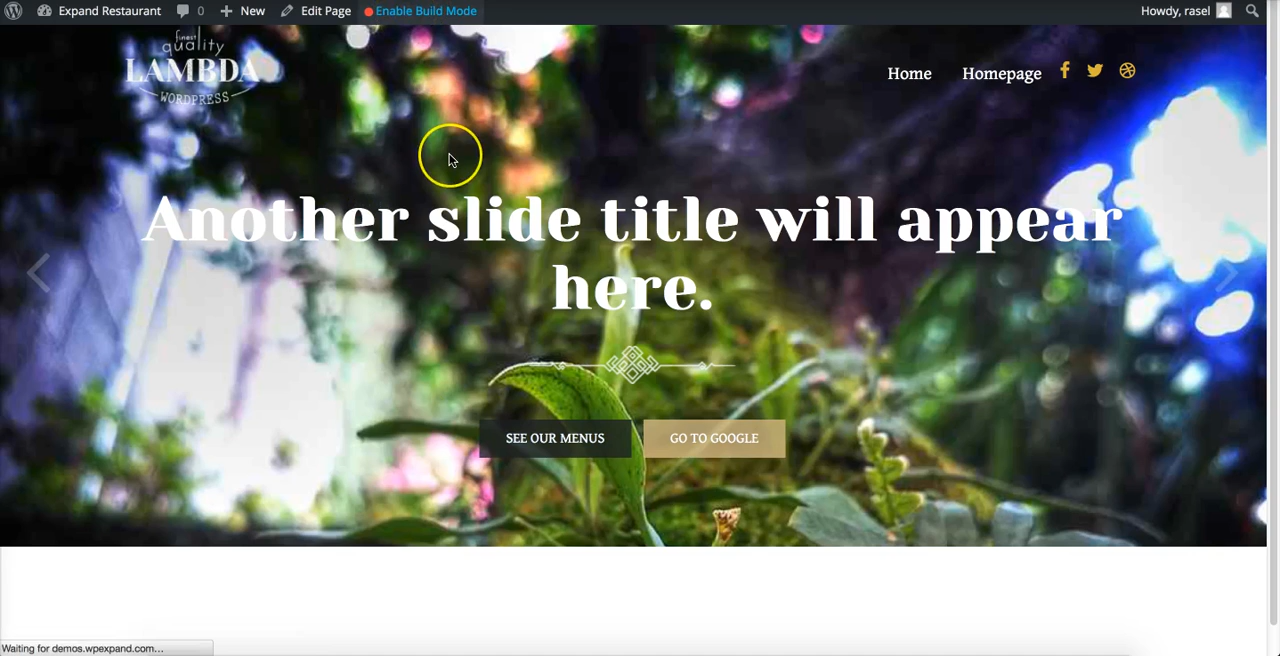 Expand Restaurant 0 New Edit Page Enable Build Mode Howdy, rasel
finest
quality
LAMBDA
WORDPRESS
Home Homepage
Another slide title will appear
here.
SEE OUR MENUS GO TO GOOGLE
Waiting for demos.wpexpand.com...